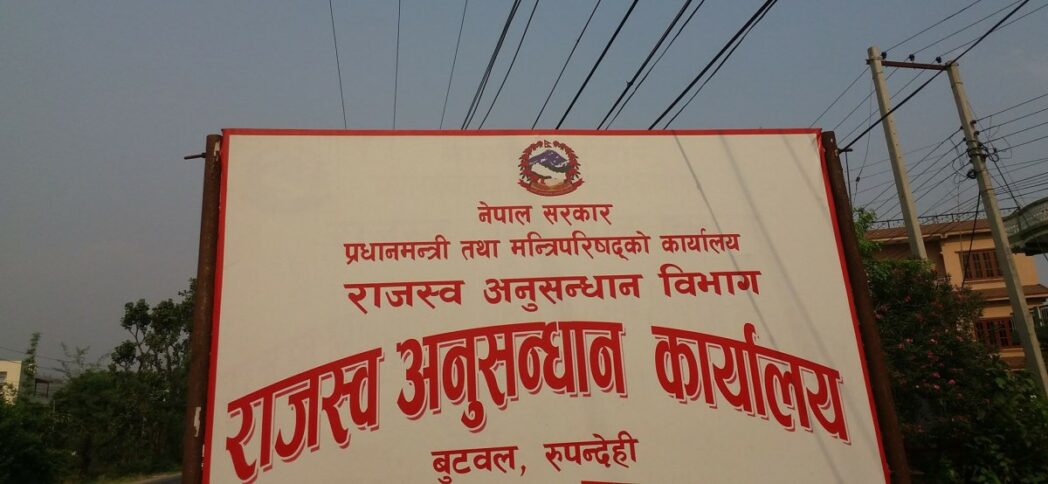 नेपाल सरकार
प्रधानमन्त्री तथा मन्त्रिपरिषद्को कार्यालय
राजस्व अनुसन्धान विभाग
राजस्व अनुसन्धान कार्यालय
बुटवल, रुपन्देही